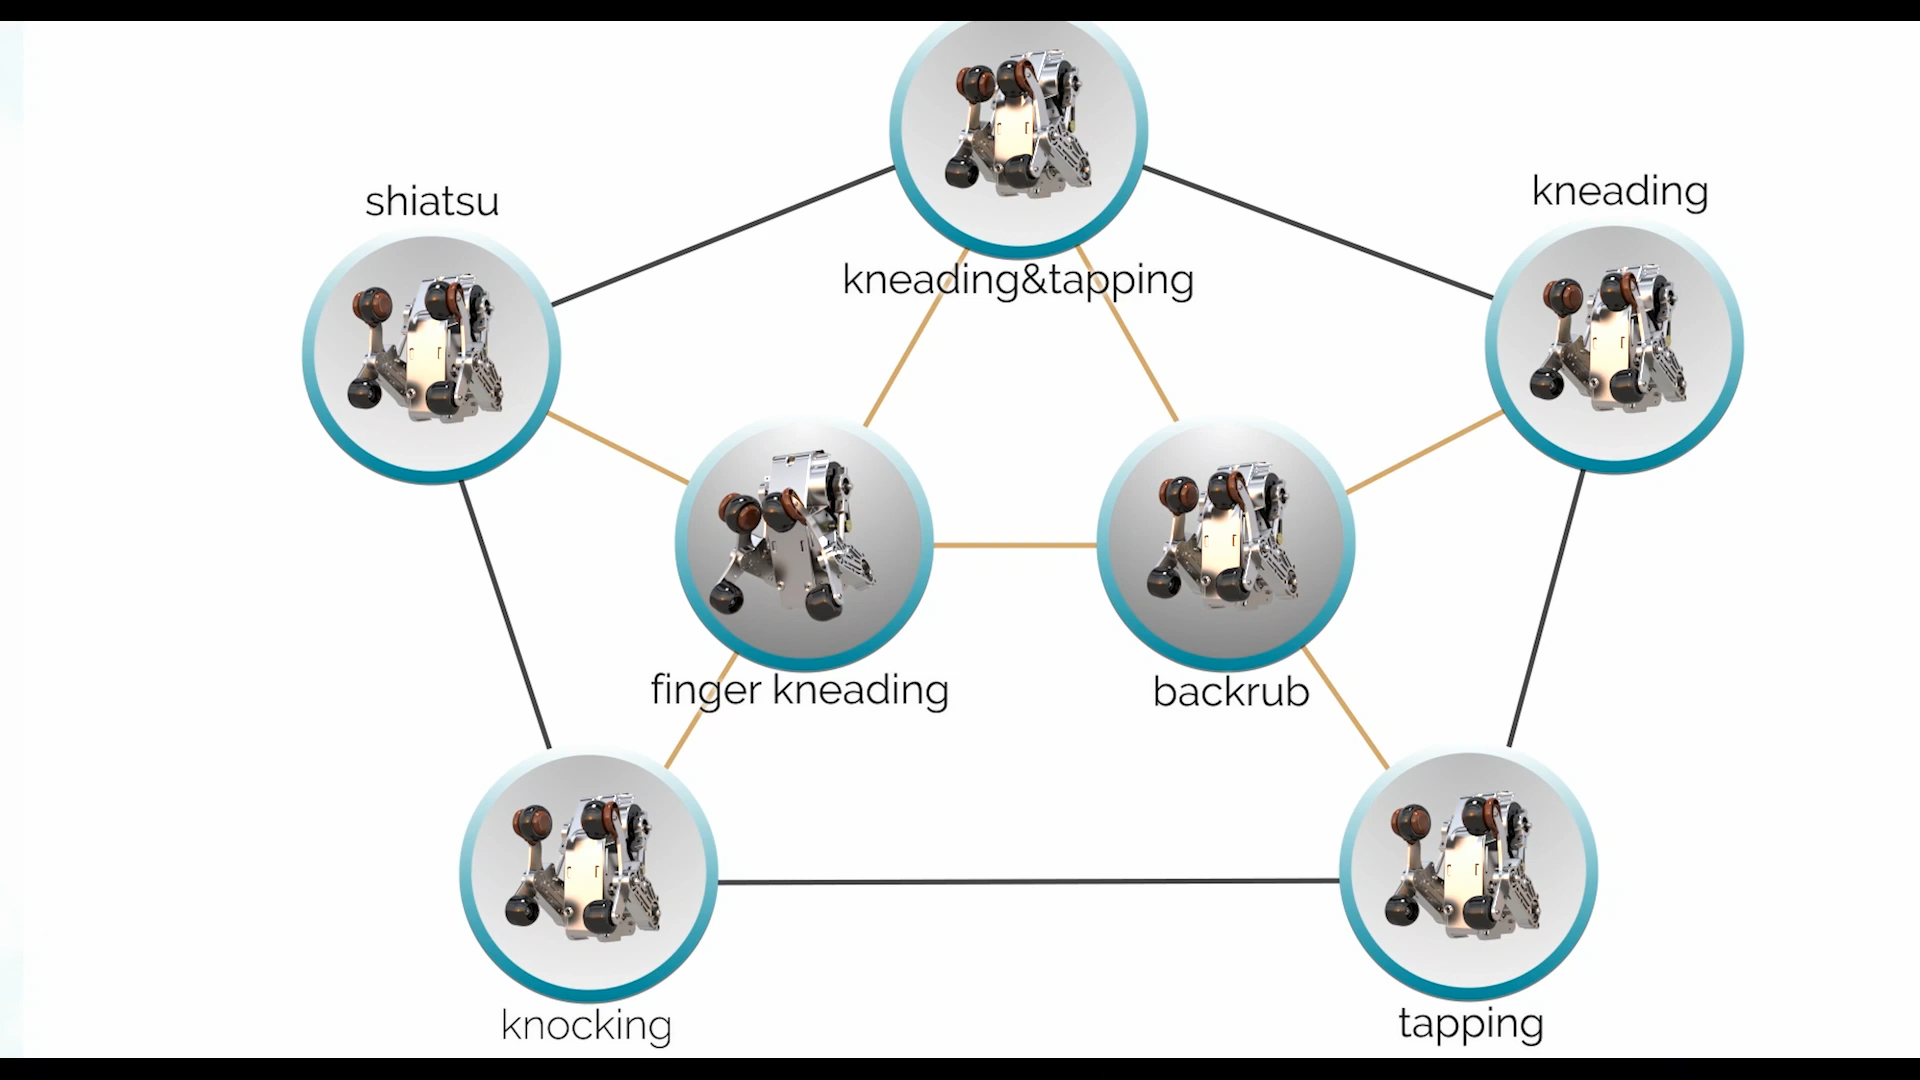 shiatsu
kneading
kneading&tapping
finger kneading
backrub
knocking
tapping